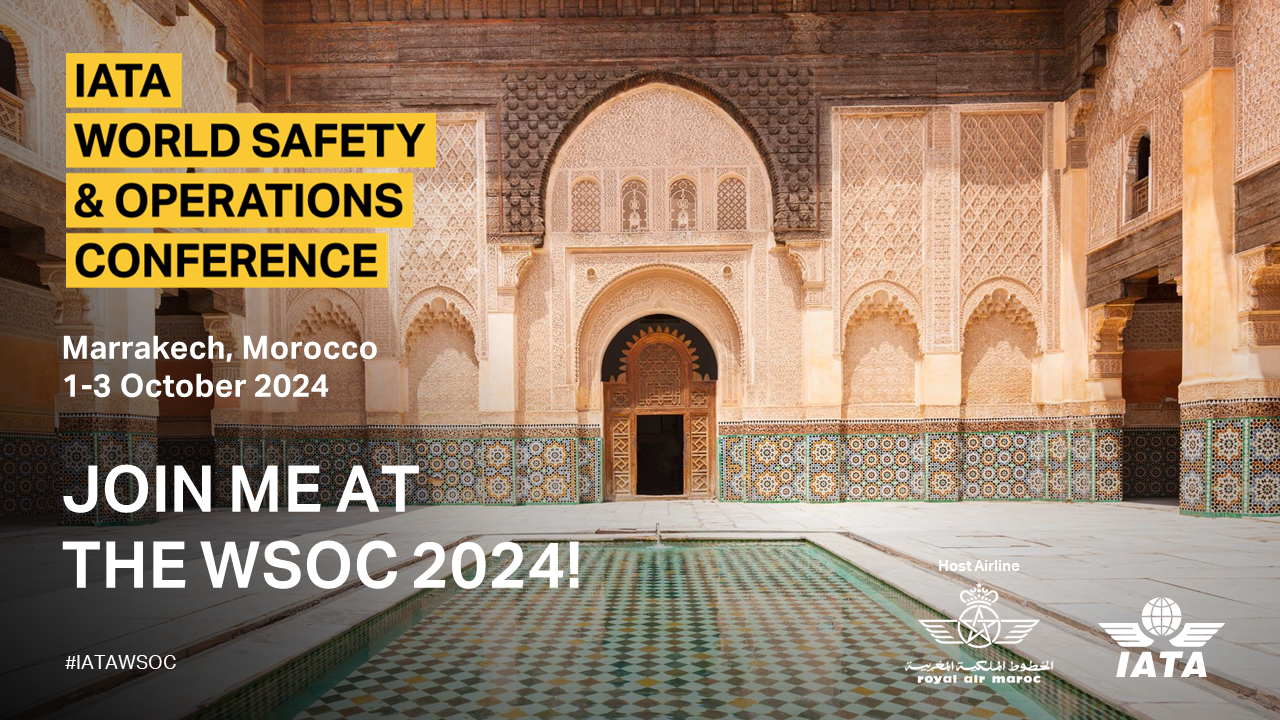 IATA
WORLD SAFETY
& OPERATIONS
CONFERENCE
Marrakech, Morocco
1-3 October 2024
JOIN ME AT
THE WSOC 2024!
#IATAWSOC
Host Airline
الخطوط الملكية المغربية
royal air maroc
IATA